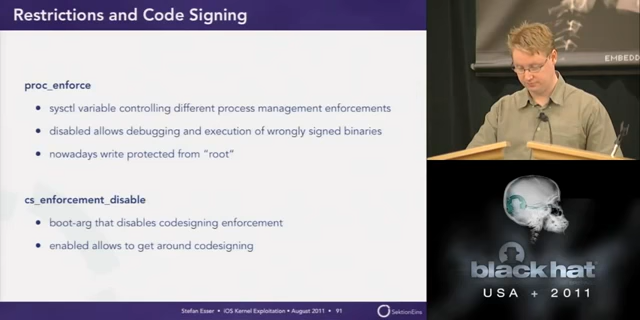 Restrictions and Code Signing
proc_enforce
• sysctl variable controlling different process management enforcements
• disabled allows debugging and execution of wrongly signed binaries
• nowadays write protected from "root"
cs_enforcement_disable
• boot-arg that disables codesigning enforcement
• enabled allows to get around codesigning
Stefan Esser • iOS Kernel Exploitation • August 2011 • 91
SektionEins
EMBEDD
black hat
USA + 2011